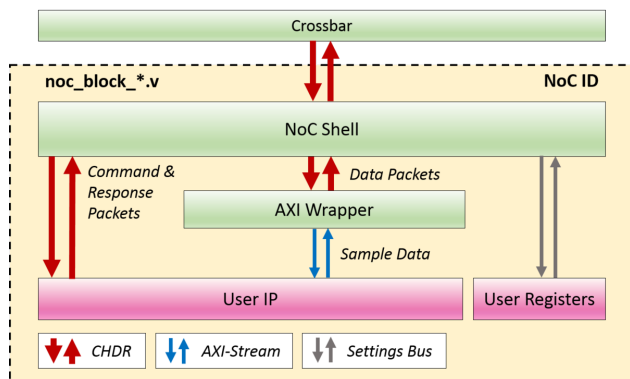 Crossbar
noc_block_*.v
NoC ID
NoC Shell
Command &
Response
Packets
Data Packets
AXI Wrapper
Sample Data
User IP
User Registers
CHDR
AXI-Stream
Settings Bus